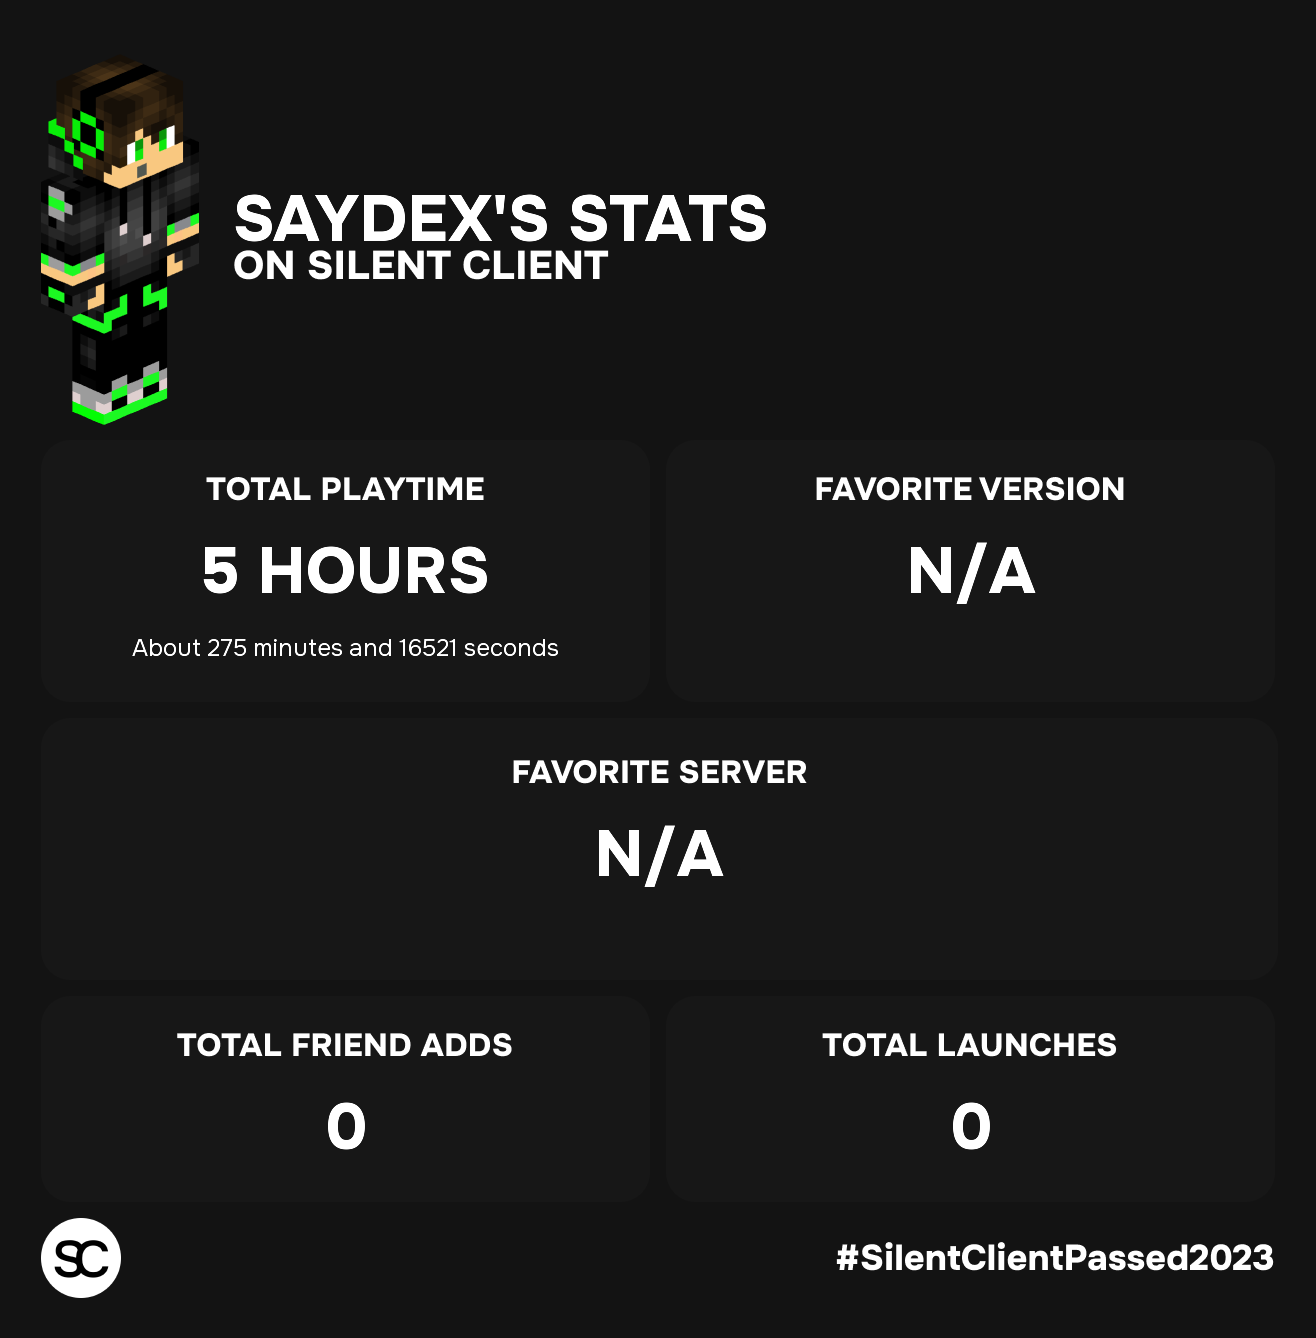 SAYDEX'S STATS
ON SILENT CLIENT
TOTAL PLAYTIME
5 HOURS
About 275 minutes and 16521 seconds
FAVORITE VERSION
N/A
FAVORITE SERVER
N/A
TOTAL FRIEND ADDS
0
TOTAL LAUNCHES
0
SC
#SilentClientPassed2023